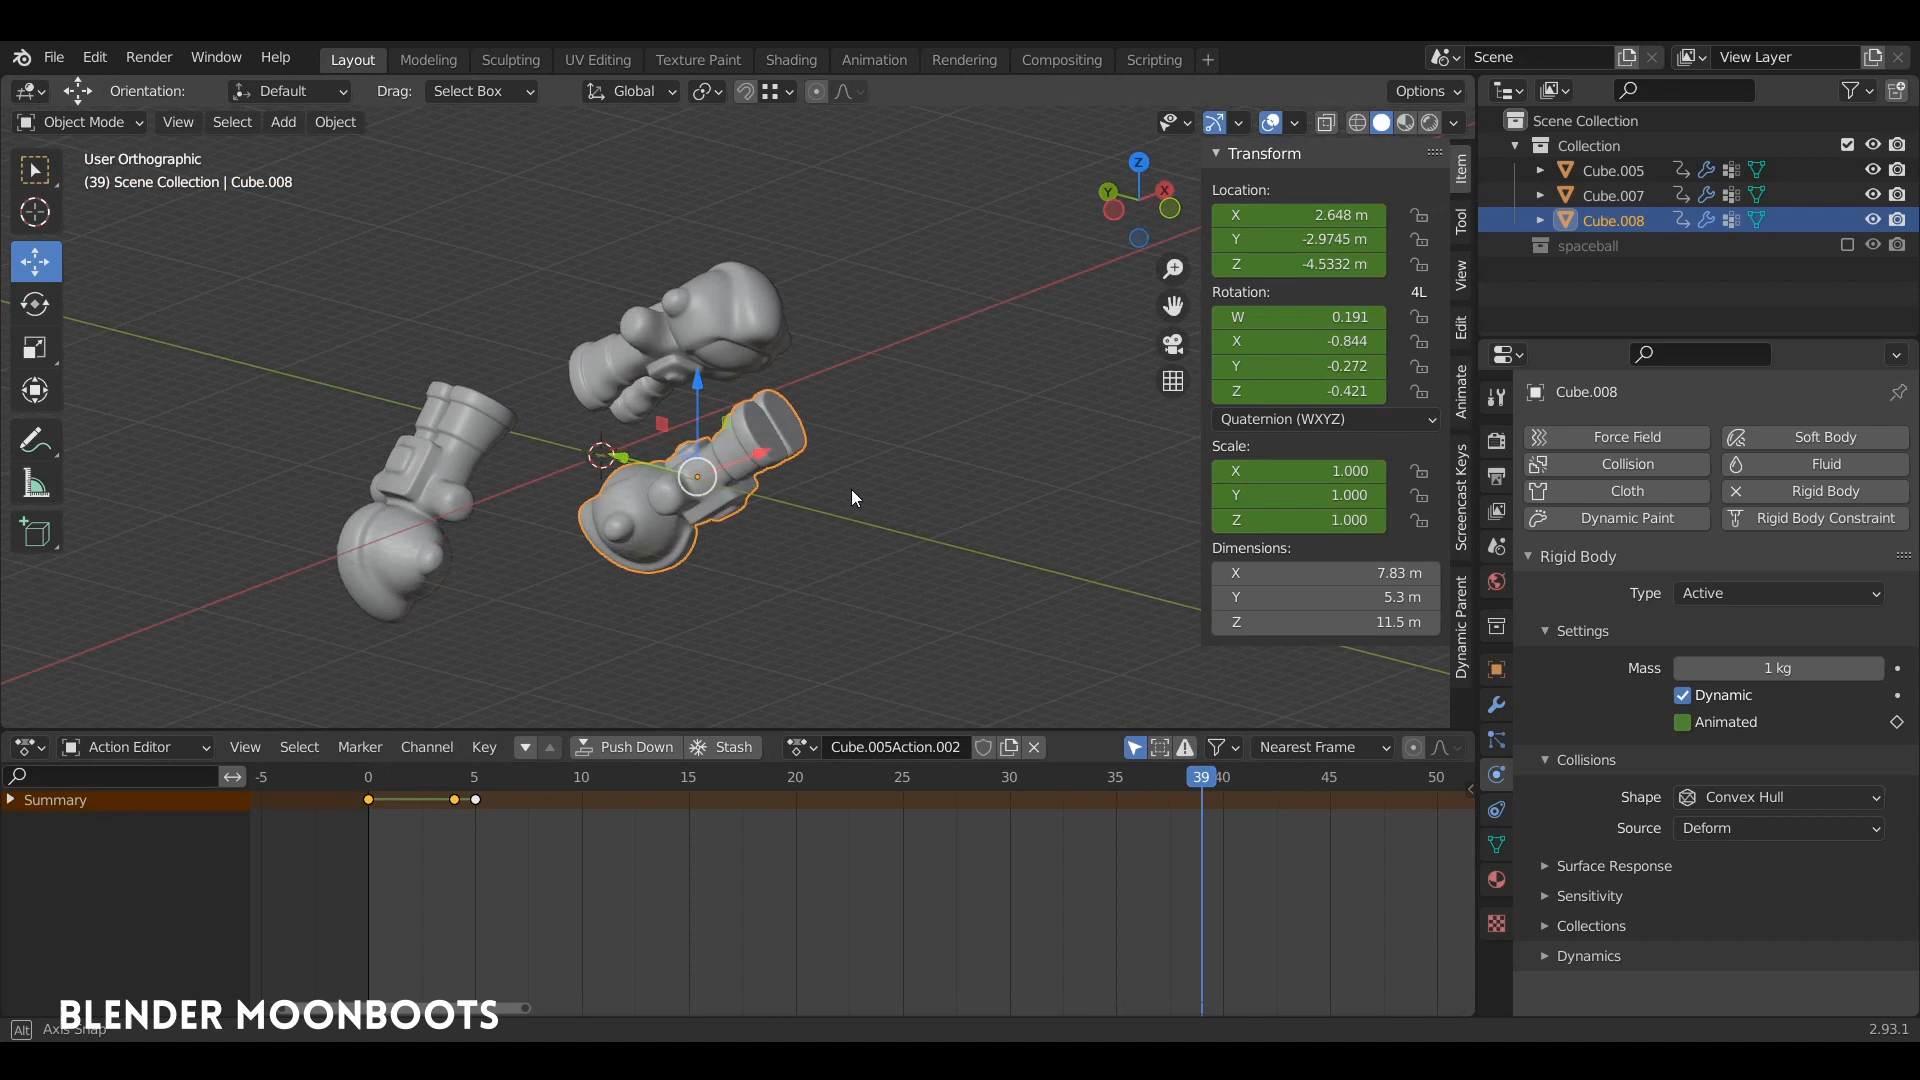 File Edit Render Window Help Layout Modeling Sculpting UV Editing Texture Paint Shading Animation Rendering Compositing Scripting + Scene View Layer
Orientation: Default Drag: Select Box Global Options
Object Mode View Select Add Object
User Orthographic
(39) Scene Collection | Cube.008
Z
Y X
Transform
Location:
X 2.648 m
Y -2.9745 m
Z -4.5332 m
Rotation: 4L
W 0.191
X -0.844
Y -0.272
Z -0.421
Quaternion (WXYZ)
Scale:
X 1.000
Y 1.000
Z 1.000
Dimensions:
X 7.83 m
Y 5.3 m
Z 11.5 m
Item
Tool
View
Edit
Animate
Screencast Keys
Dynamic Parent
Scene Collection
Collection
Cube.005
Cube.007
Cube.008
spaceball
Cube.008
Force Field Soft Body
Collision Fluid
Cloth Rigid Body
Dynamic Paint Rigid Body Constraint
Rigid Body
Type Active
Settings
Mass 1 kg
Dynamic
Animated
Collisions
Shape Convex Hull
Source Deform
Surface Response
Sensitivity
Collections
Dynamics
Action Editor View Select Marker Channel Key Push Down Stash Cube.005Action.002 Nearest Frame
-5 0 5 10 15 20 25 30 35 39 40 45 50
Summary
BLENDER MOONBOOTS
Alt Axis Snap
2.93.1